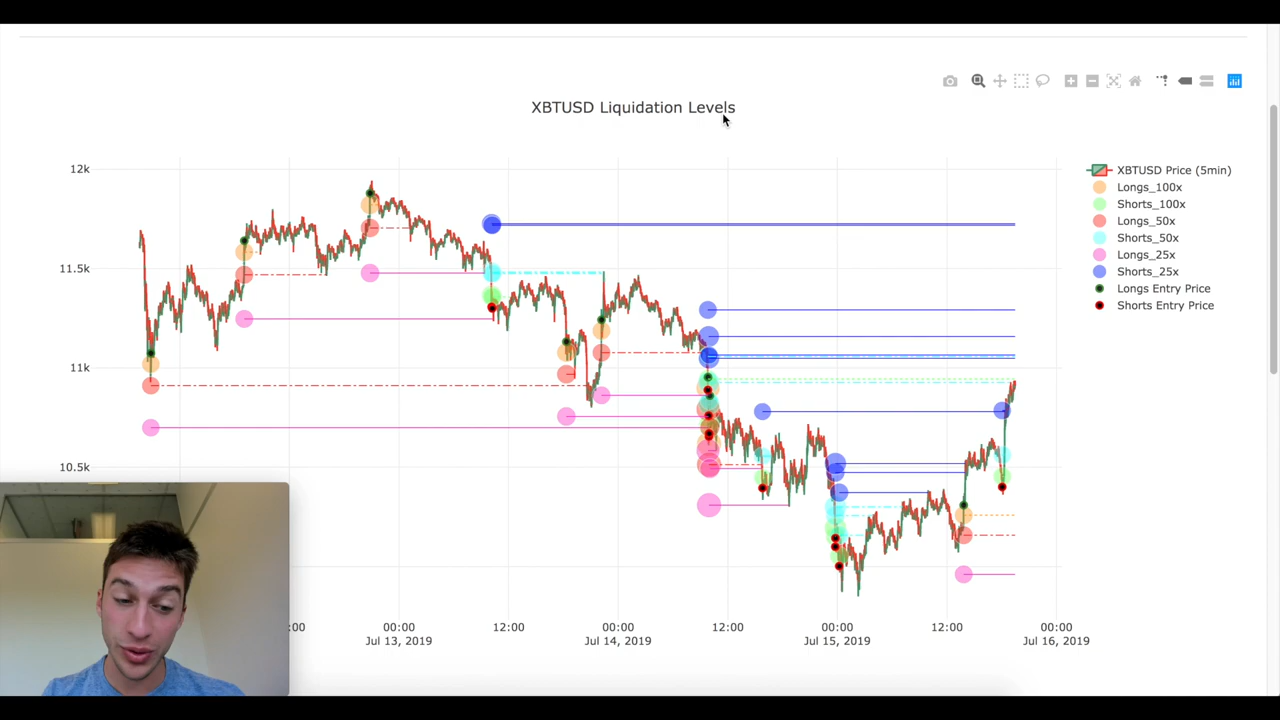 XBTUSD Liquidation Levels
12k
11.5k
11k
10.5k
XBTUSD Price (5min)
Longs_100x
Shorts_100x
Longs_50x
Shorts_50x
Longs_25x
Shorts_25x
Longs Entry Price
Shorts Entry Price
:00
00:00
12:00
00:00
12:00
00:00
12:00
00:00
Jul 13, 2019
Jul 14, 2019
Jul 15, 2019
Jul 16, 2019